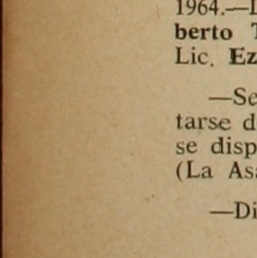 1964.—
berto
Lic. Ez
—Se
tarse d
se disp
(La Asa
—Di